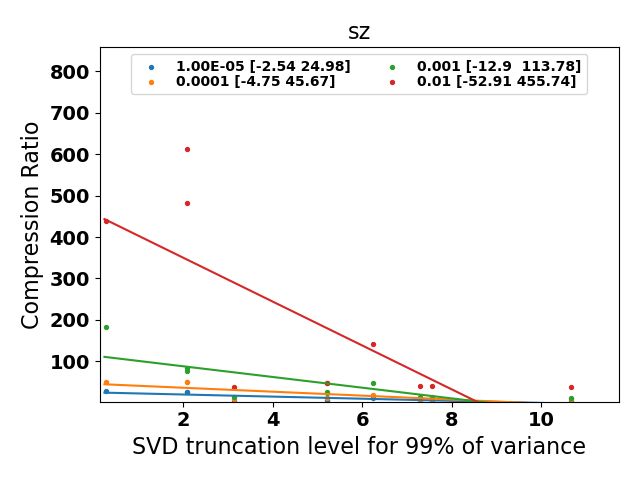 sz
1.00E-05 [-2.54 24.98]
0.0001 [-4.75 45.67]
0.001 [-12.9  113.78]
0.01 [-52.91 455.74]
Compression Ratio
800
700
600
500
400
300
200
100
2 4 6 8 10
SVD truncation level for 99% of variance